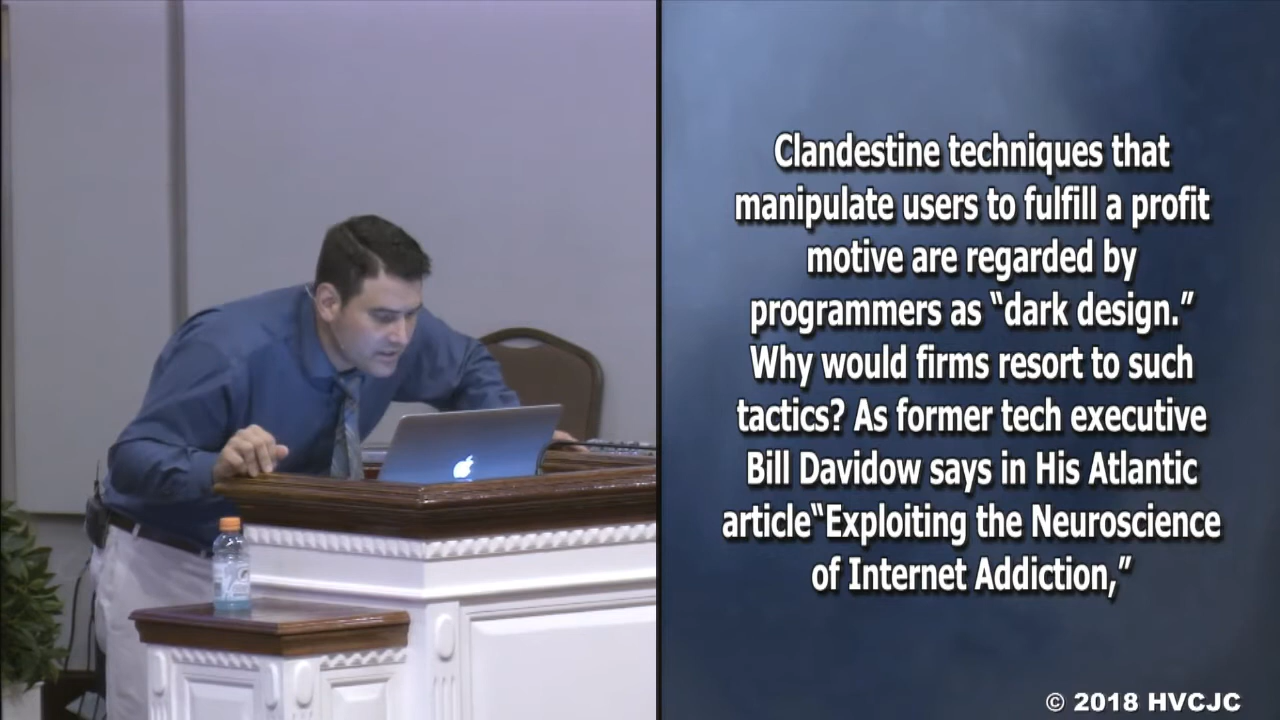 Clandestine techniques that
manipulate users to fulfill a profit
motive are regarded by
programmers as “dark design.”
Why would firms resort to such
tactics? As former tech executive
Bill Davidow says in His Atlantic
article“Exploiting the Neuroscience
of Internet Addiction,”
© 2018 HVCJC